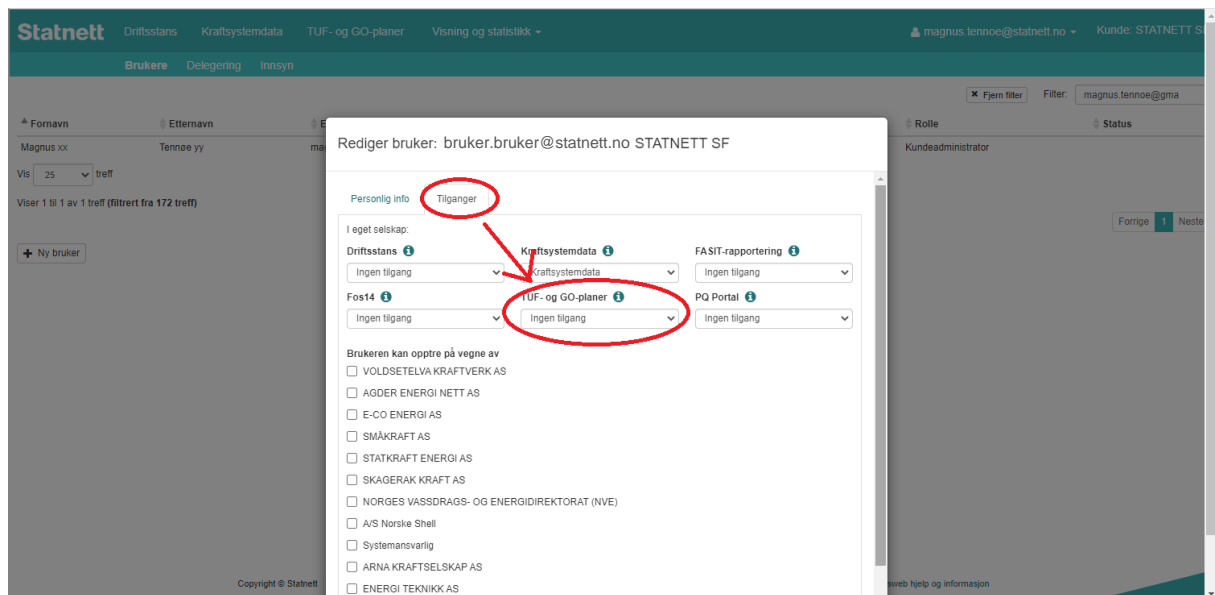 Statnett Driftsstans Kraftsystemdata TUF- og GO-planer Visning og statistikk magnus.tennoe@statnett.no Kunde: STATNETT S
Brukere Delegering Innsyn
Fjern filter Filter: magnus.tennoe@gma
Fornavn Etternavn E Rolle Status
Magnus xx Tennøe yy ma Kundeadministrator
Vis 25 treff
Viser 1 til 1 av 1 treff (filtrert fra 172 treff)
Forrige 1 Neste
+ Ny bruker
Rediger bruker: bruker.bruker@statnett.no STATNETT SF
Personlig info Tilganger
I eget selskap:
Driftsstans Kraftsystemdata FASIT-rapportering
Ingen tilgang Kraftsystemdata Ingen tilgang
Fos14 TUF- og GO-planer PQ Portal
Ingen tilgang Ingen tilgang Ingen tilgang
Brukeren kan opptre på vegne av
VOLDSETELVA KRAFTVERK AS
AGDER ENERGI NETT AS
E-CO ENERGI AS
SMÅKRAFT AS
STATKRAFT ENERGI AS
SKAGERAK KRAFT AS
NORGES VASSDRAGS- OG ENERGIDIREKTORAT (NVE)
A/S Norske Shell
Systemansvarlig
ARNA KRAFTSELSKAP AS
ENERGI TEKNIKK AS
Copyright © Statnett sweb hjelp og informasjon